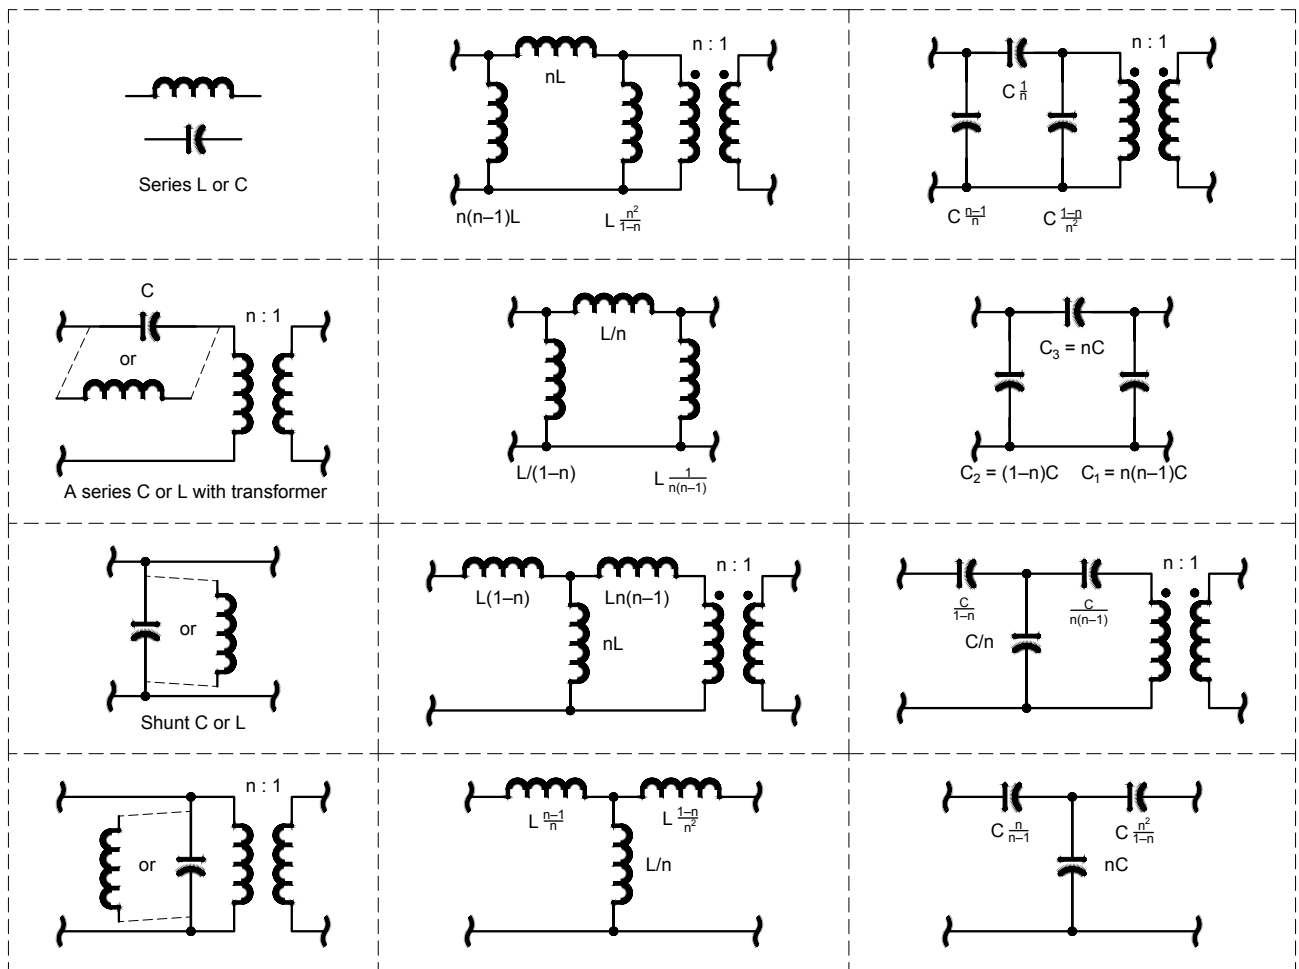 Series L or C
n : 1
nL
n(n–1)L
L n²/1–n
n : 1
C 1/n
C n–1/n
C 1–n/n²
C
n : 1
or
A series C or L with transformer
L/n
L/(1–n)
L 1/n(n–1)
C₃ = nC
C₂ = (1–n)C
C₁ = n(n–1)C
or
Shunt C or L
n : 1
L(1–n)
Ln(n–1)
nL
n : 1
C/1–n
C/n(n–1)
C/n
n : 1
or
L n–1/n
L 1–n/n²
L/n
C n/n–1
C n²/1–n
nC